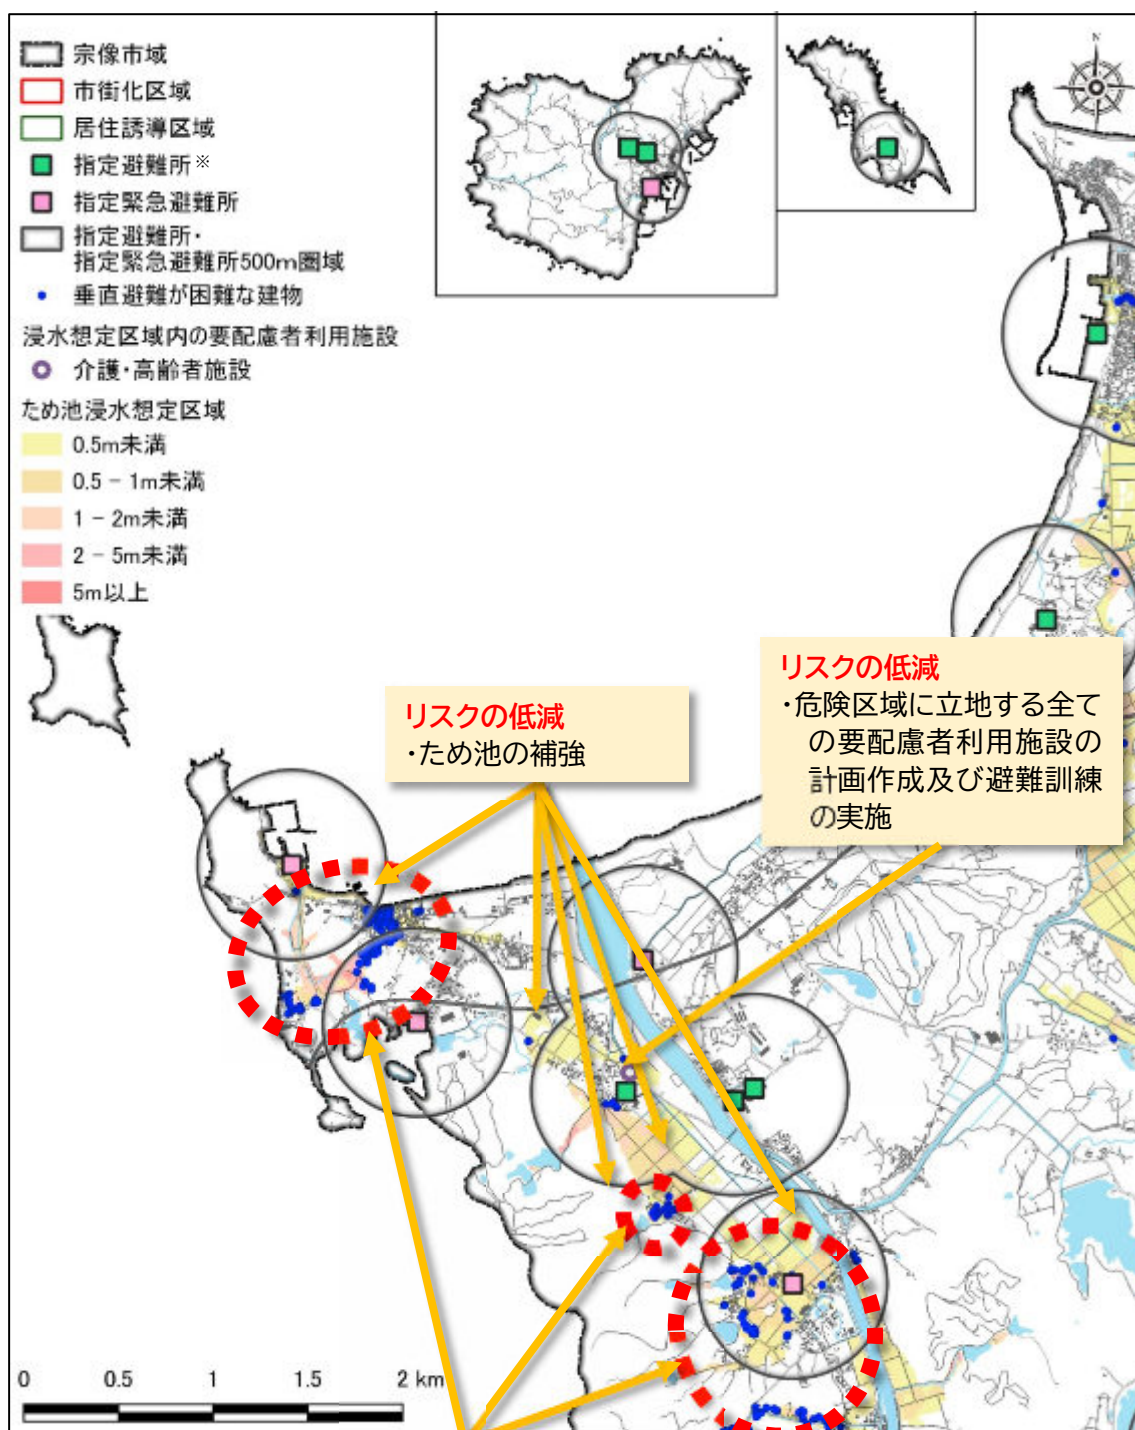 宗像市域
市街化区域
居住誘導区域
指定避難所※
指定緊急避難所
指定避難所・
指定緊急避難所500m圏域
垂直避難が困難な建物
浸水想定区域内の要配慮者利用施設
介護・高齢者施設
ため池浸水想定区域
0.5m未満
0.5 - 1m未満
1 - 2m未満
2 - 5m未満
5m以上
N
リスクの低減
・ため池の補強
リスクの低減
・危険区域に立地する全て
の要配慮者利用施設の
計画作成及び避難訓練
の実施
0 0.5 1 1.5 2 km